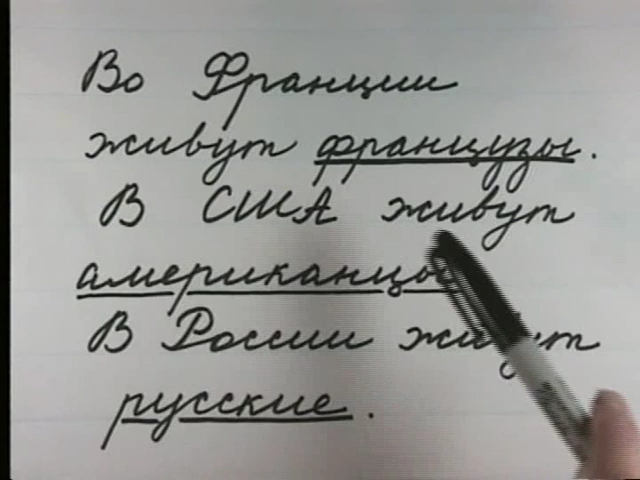 Во Франции
живут французы.
В США живут
американцы
В России живут
русские.